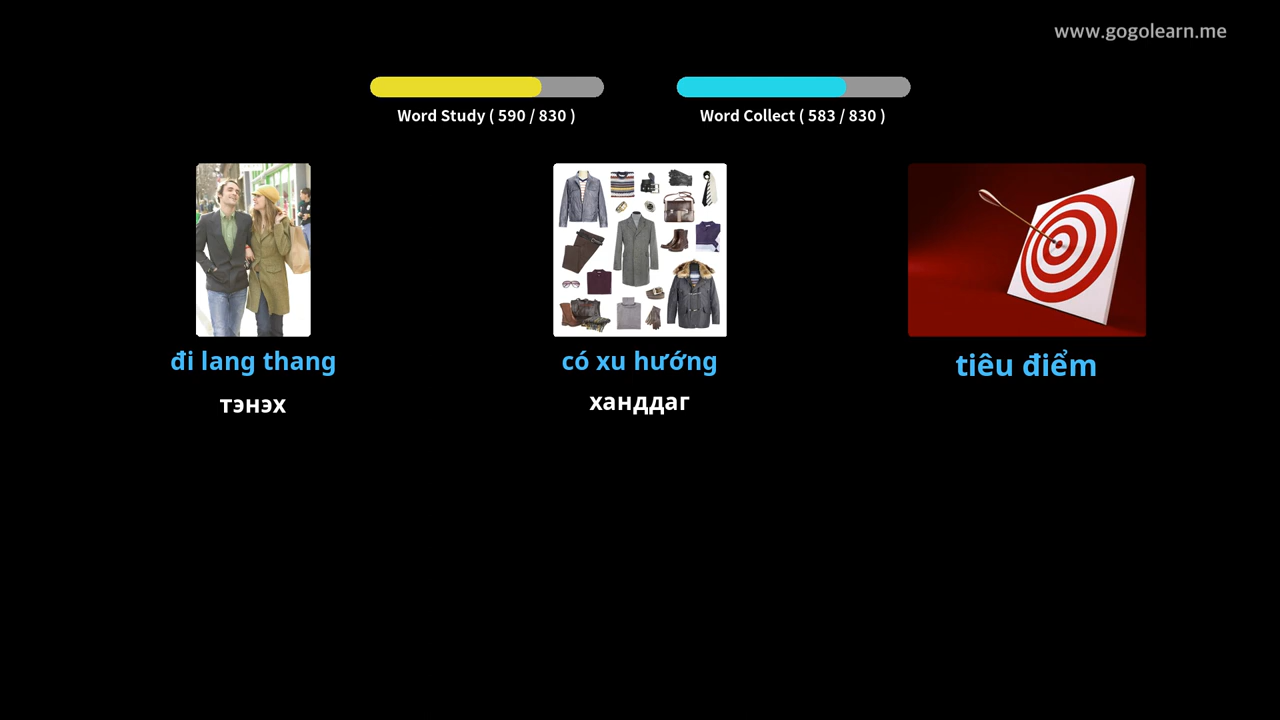 www.gogolearn.me
Word Study ( 590 / 830 )
Word Collect ( 583 / 830 )
đi lang thang
тэнэх
có xu hướng
ханддаг
tiêu điểm